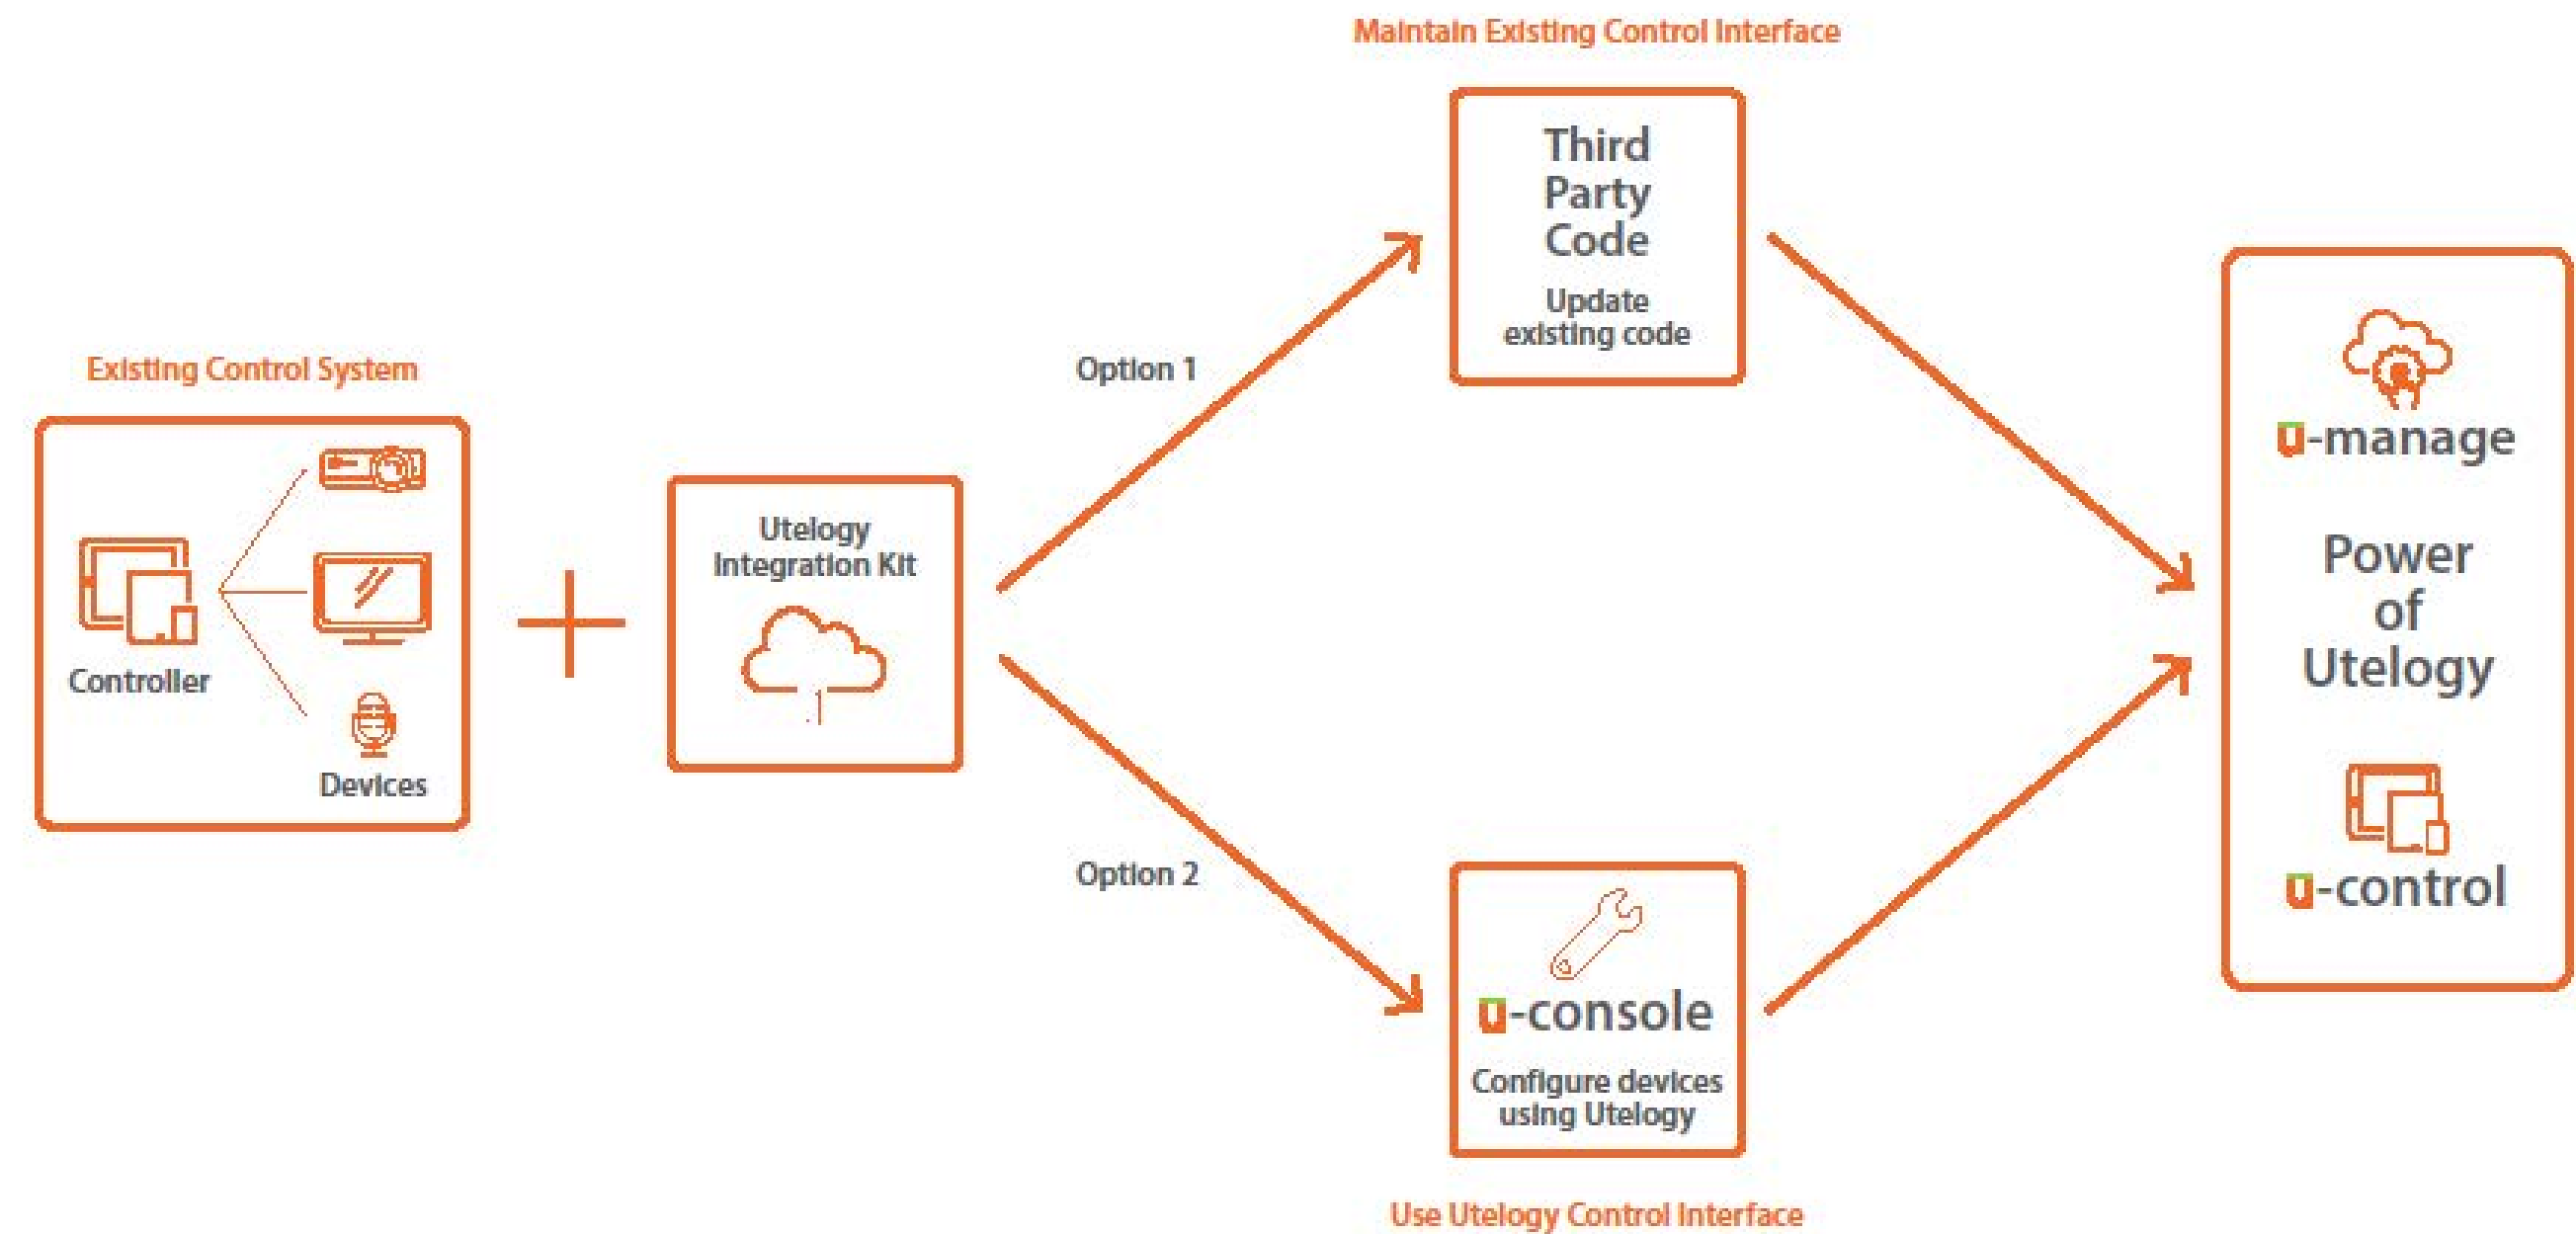 Maintain Existing Control Interface
Third
Party
Code
Update
existing code
Existing Control System
Controller
Devices
Utelogy
Integration Kit
Option 1
Option 2
u-console
Configure devices
using Utelogy
Use Utelogy Control Interface
u-manage
Power
of
Utelogy
u-control